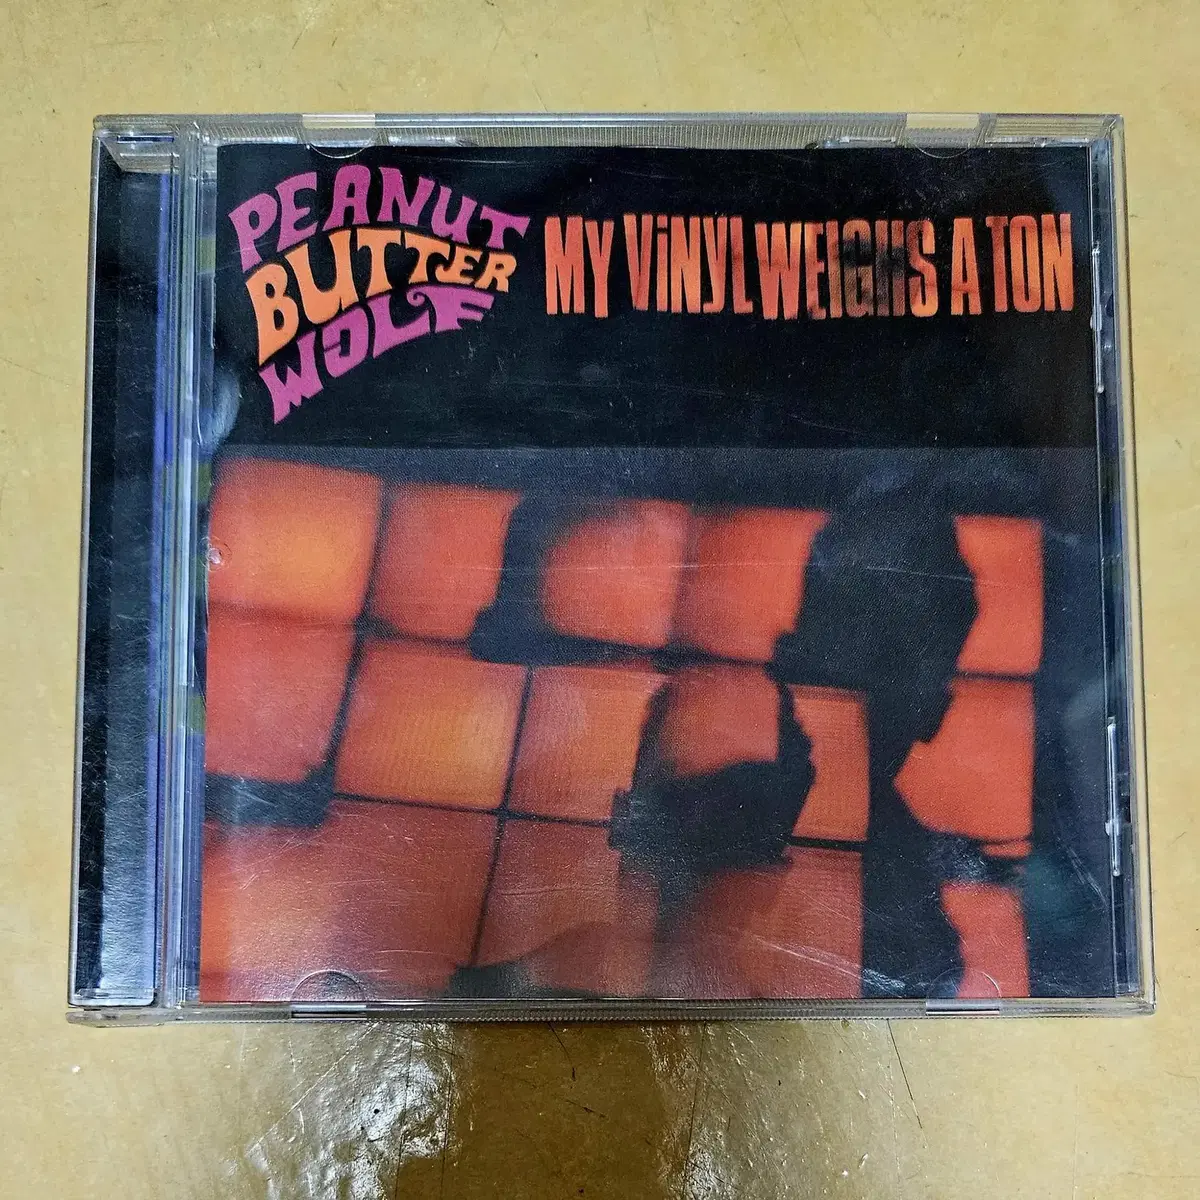 PEANUT
BUTTER
WOLF
MY ViNYL WEIGHS A TON